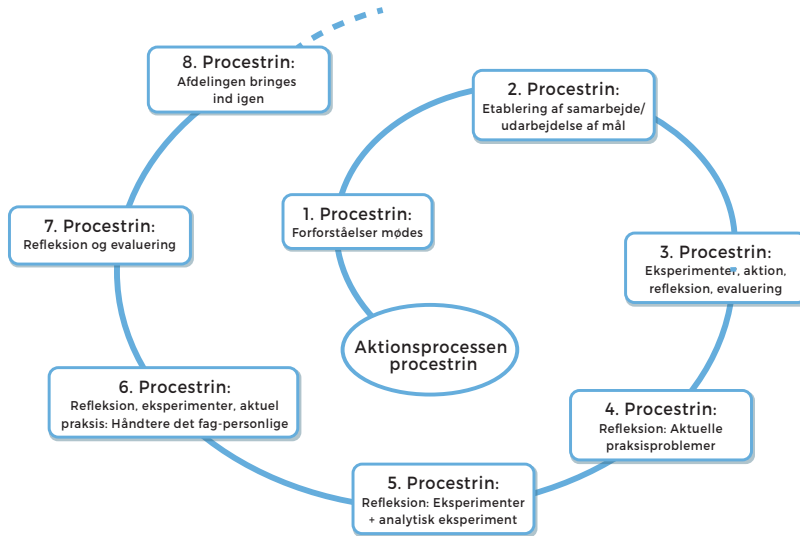 Aktionsprocessen
procestrin
1. Procestrin:
Forforståelser mødes
2. Procestrin:
Etablering af samarbejde/
udarbejdelse af mål
3. Procestrin:
Eksperimenter, aktion,
refleksion, evaluering
4. Procestrin:
Refleksion: Aktuelle
praksisproblemer
5. Procestrin:
Refleksion: Eksperimenter
+ analytisk eksperiment
6. Procestrin:
Refleksion, eksperimenter, aktuel
praksis: Håndtere det fag-personlige
7. Procestrin:
Refleksion og evaluering
8. Procestrin:
Afdelingen bringes
ind igen